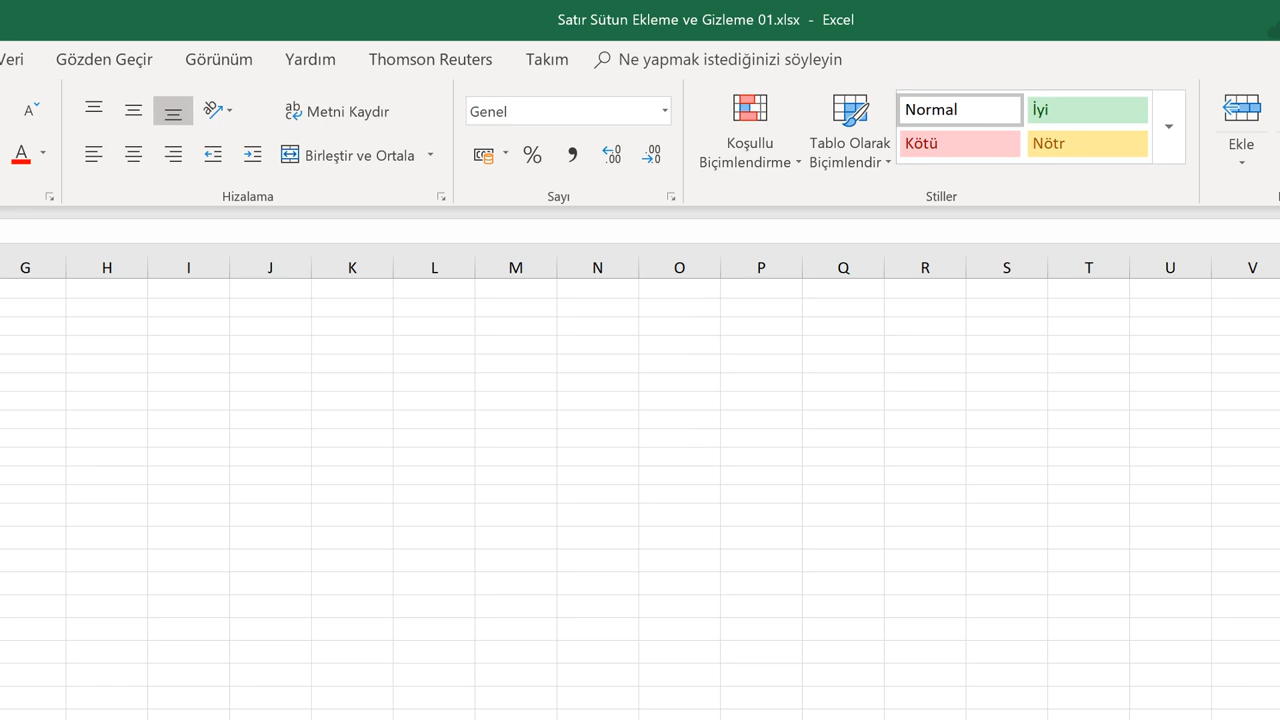 Satır Sütun Ekleme ve Gizleme 01.xlsx - Excel
Veri Gözden Geçir Görünüm Yardım Thomson Reuters Takım Ne yapmak istediğinizi söyleyin
A ab Metni Kaydır Genel Normal İyi
A Birleştir ve Ortala % Koşullu Biçimlendirme Tablo Olarak Biçimlendir Kötü Nötr Ekle
Hizalama Sayı Stiller
G H I J K L M N O P Q R S T U V